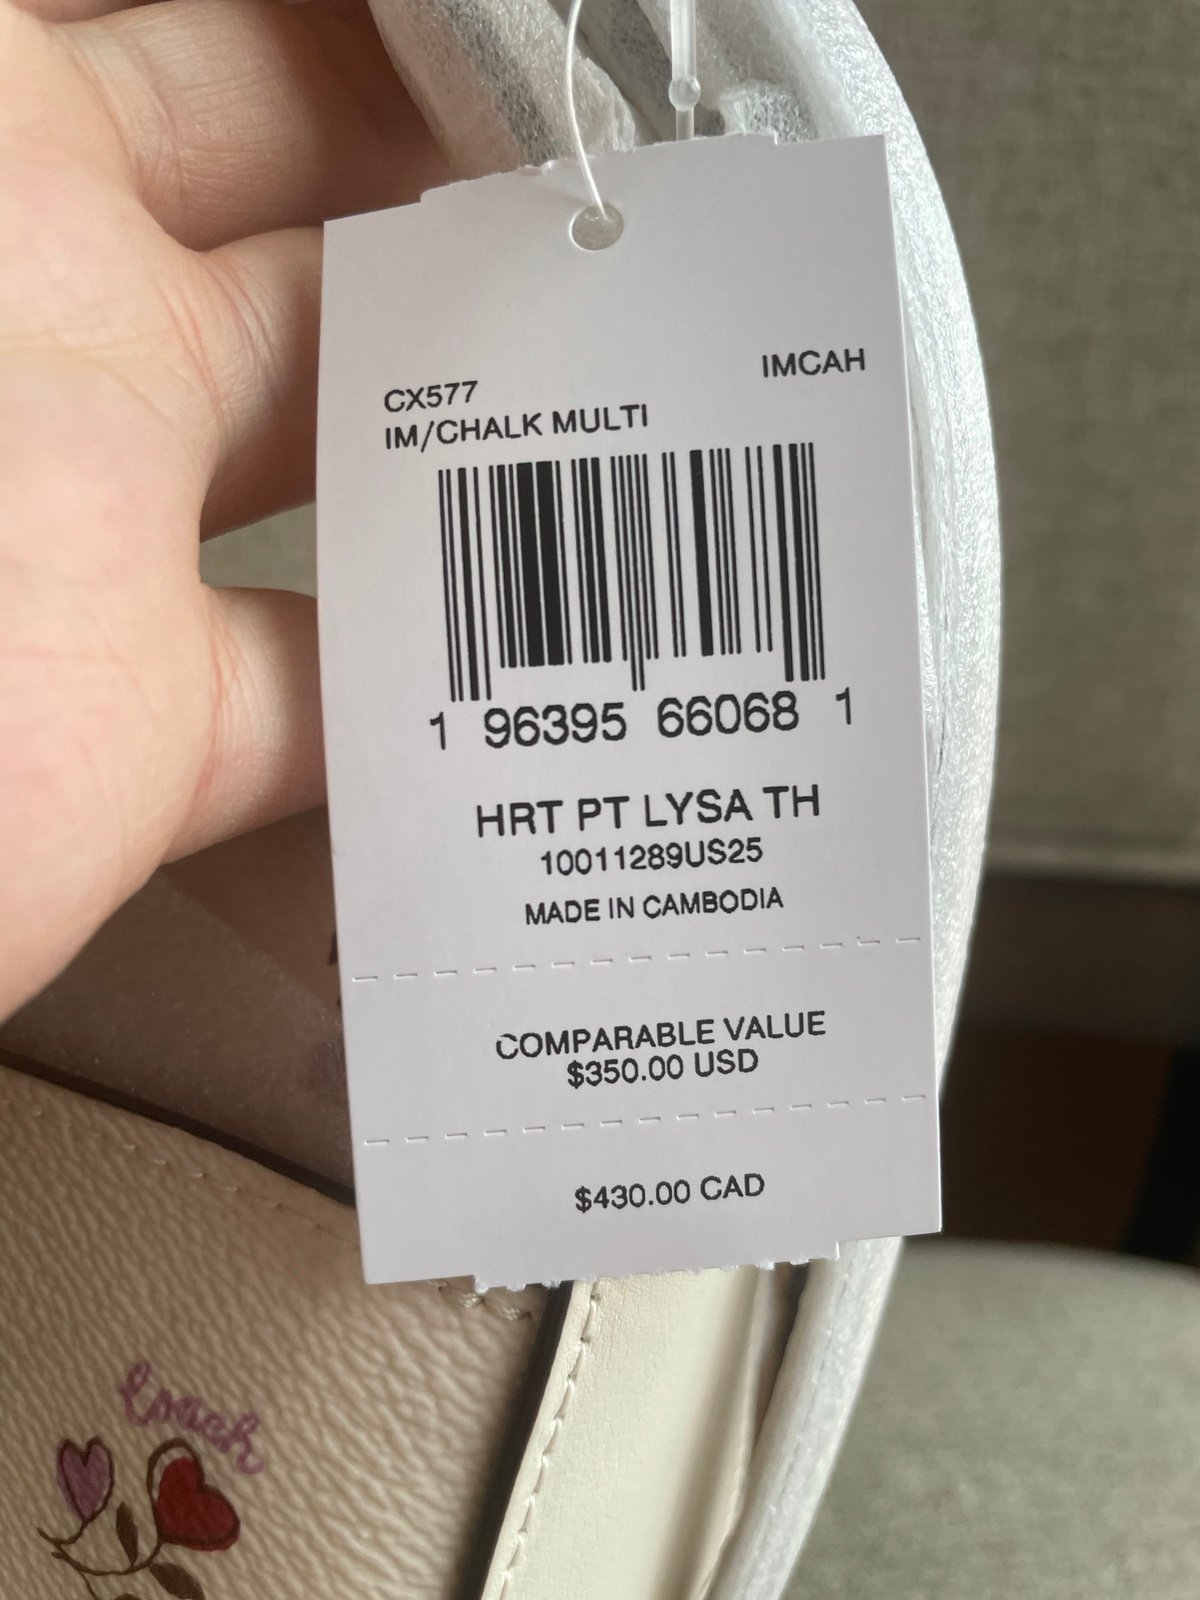 IMCAH
CX577
IM/CHALK MULTI
1 96395 66068 1
HRT PT LYSA TH
10011289US25
MADE IN CAMBODIA
COMPARABLE VALUE
$350.00 USD
$430.00 CAD
Coach